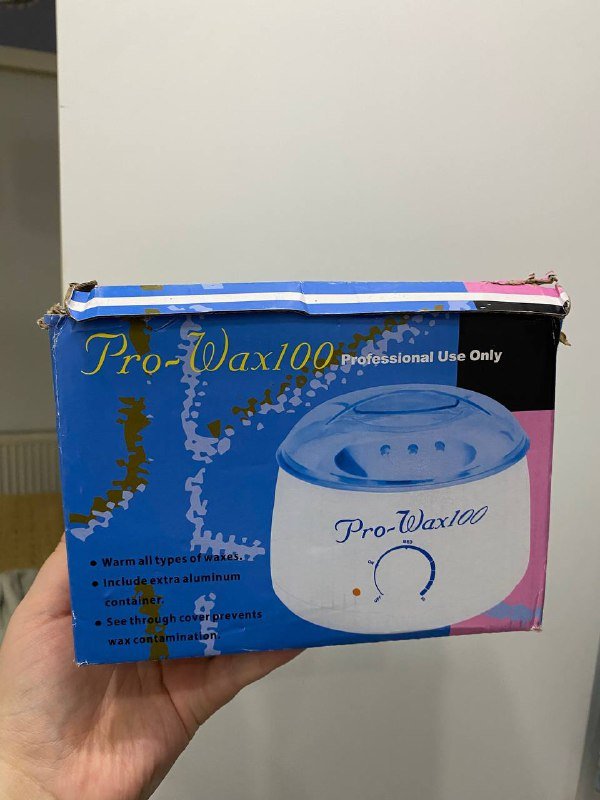 Pro-Wax100 Professional Use Only
Pro-Wax100
• Warm all types of waxes.
• Include extra aluminum
container.
• See through cover prevents
wax contamination.
OFF